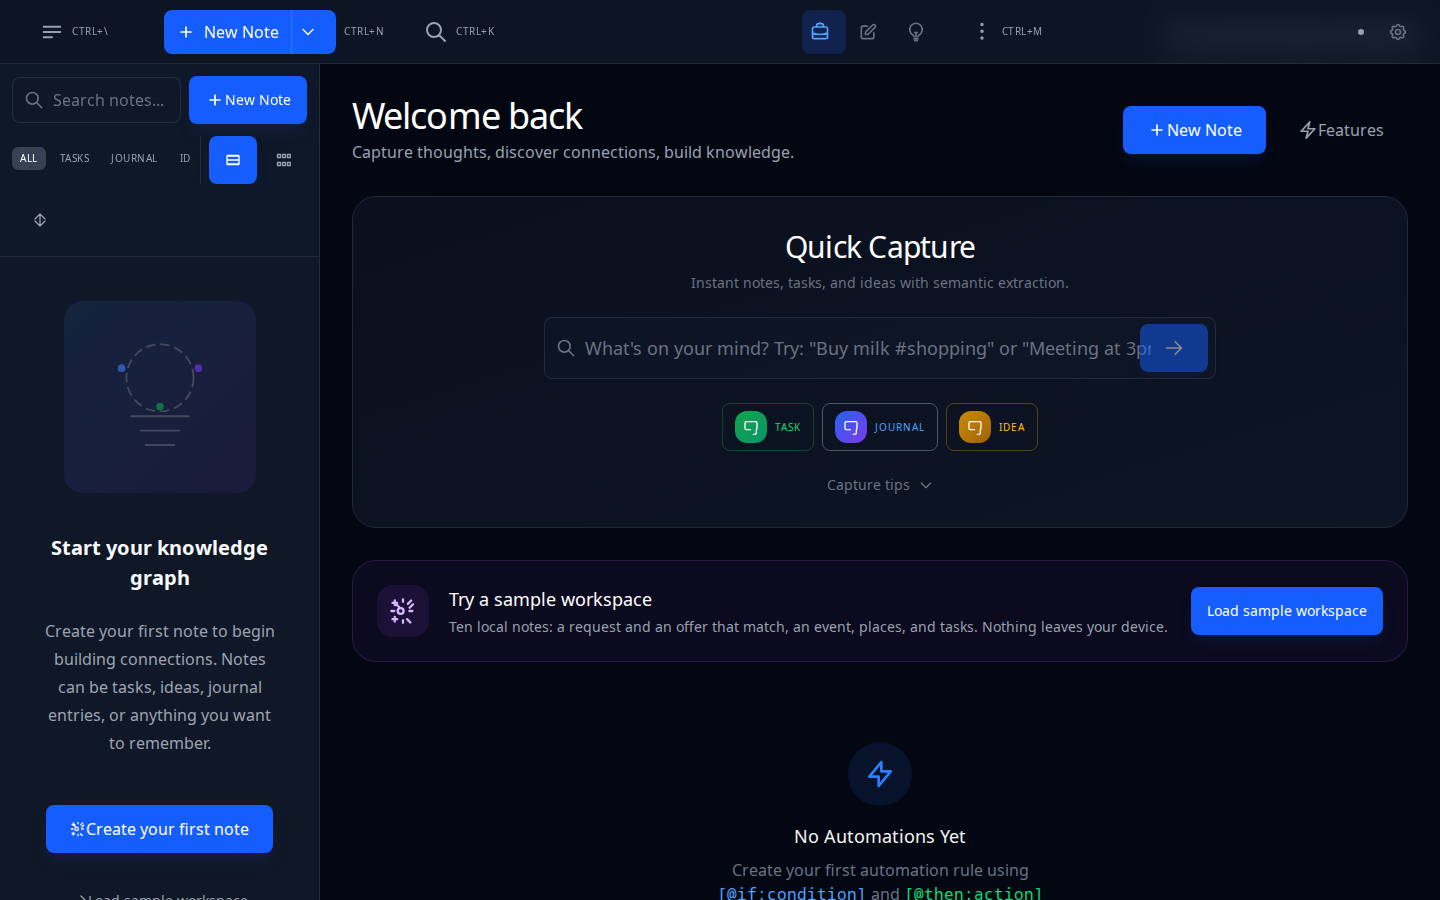 CTRL+\
New Note
CTRL+N
CTRL+K
CTRL+M
Search notes...
New Note
ALL
TASKS
JOURNAL
ID
Start your knowledge
graph
Create your first note to begin
building connections. Notes
can be tasks, ideas, journal
entries, or anything you want
to remember.
Create your first note
Load sample workspace
Welcome back
Capture thoughts, discover connections, build knowledge.
New Note
Features
Quick Capture
Instant notes, tasks, and ideas with semantic extraction.
What's on your mind? Try: "Buy milk #shopping" or "Meeting at 3p
TASK
JOURNAL
IDEA
Capture tips
Try a sample workspace
Ten local notes: a request and an offer that match, an event, places, and tasks. Nothing leaves your device.
Load sample workspace
No Automations Yet
Create your first automation rule using
[@if:condition] and [@then:action]